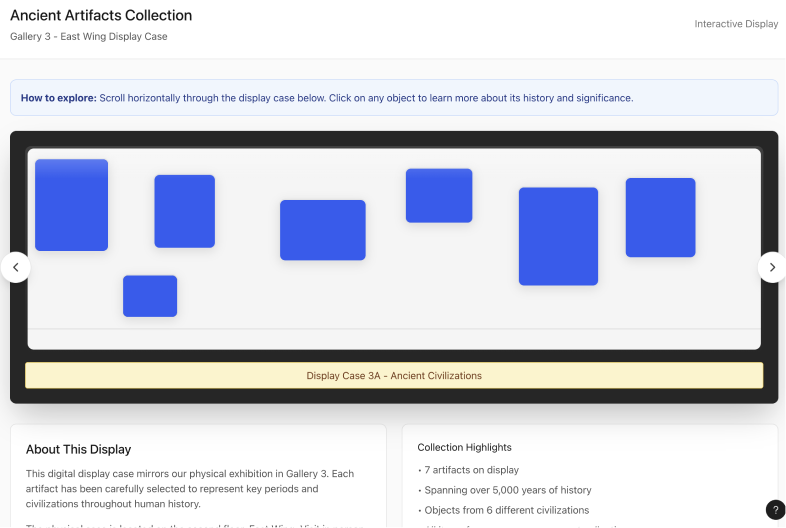 Ancient Artifacts Collection
Gallery 3 - East Wing Display Case
Interactive Display
How to explore: Scroll horizontally through the display case below. Click on any object to learn more about its history and significance.
Display Case 3A - Ancient Civilizations
About This Display
This digital display case mirrors our physical exhibition in Gallery 3. Each
artifact has been carefully selected to represent key periods and
civilizations throughout human history.
Collection Highlights
• 7 artifacts on display
• Spanning over 5,000 years of history
• Objects from 6 different civilizations
?